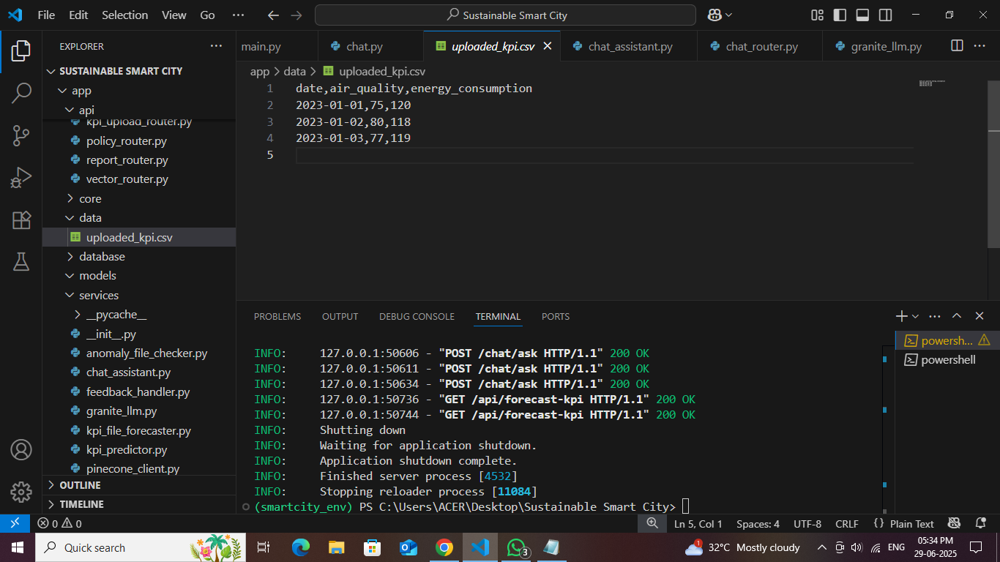 File Edit Selection View Go ··· Sustainable Smart City
EXPLORER
SUSTAINABLE SMART CITY
app
api
kpi_upload_router.py
policy_router.py
report_router.py
vector_router.py
core
data
uploaded_kpi.csv
database
models
services
__pycache__
__init__.py
anomaly_file_checker.py
chat_assistant.py
feedback_handler.py
granite_llm.py
kpi_file_forecaster.py
kpi_predictor.py
pinecone_client.py
OUTLINE
TIMELINE
main.py chat.py uploaded_kpi.csv chat_assistant.py chat_router.py granite_llm.py
app > data > uploaded_kpi.csv
1 date,air_quality,energy_consumption
2 2023-01-01,75,120
3 2023-01-02,80,118
4 2023-01-03,77,119
5
PROBLEMS OUTPUT DEBUG CONSOLE TERMINAL PORTS
INFO: 127.0.0.1:50606 - "POST /chat/ask HTTP/1.1" 200 OK
INFO: 127.0.0.1:50611 - "POST /chat/ask HTTP/1.1" 200 OK
INFO: 127.0.0.1:50634 - "POST /chat/ask HTTP/1.1" 200 OK
INFO: 127.0.0.1:50736 - "GET /api/forecast-kpi HTTP/1.1" 200 OK
INFO: 127.0.0.1:50744 - "GET /api/forecast-kpi HTTP/1.1" 200 OK
INFO: Shutting down
INFO: Waiting for application shutdown.
INFO: Application shutdown complete.
INFO: Finished server process [4532]
INFO: Stopping reloader process [11084]
(smartcity_env) PS C:\Users\ACER\Desktop\Sustainable Smart City>
powersh...
powershell
0 0 Ln 5, Col 1 Spaces: 4 UTF-8 CRLF {} Plain Text
Quick search 3 1 32°C Mostly cloudy ENG 05:34 PM
29-06-2025